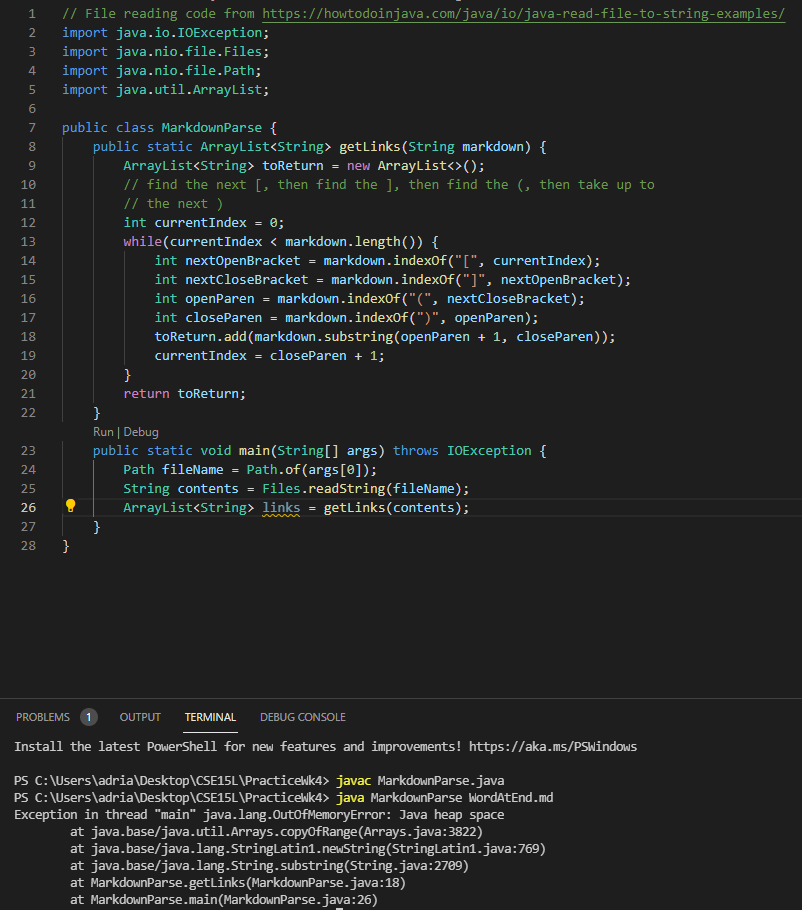 1 // File reading code from https://howtodoinjava.com/java/io/java-read-file-to-string-examples/
2 import java.io.IOException;
3 import java.nio.file.Files;
4 import java.nio.file.Path;
5 import java.util.ArrayList;
6
7 public class MarkdownParse {
8     public static ArrayList<String> getLinks(String markdown) {
9         ArrayList<String> toReturn = new ArrayList<>();
10         // find the next [, then find the ], then find the (, then take up to
11         // the next )
12         int currentIndex = 0;
13         while(currentIndex < markdown.length()) {
14             int nextOpenBracket = markdown.indexOf("[", currentIndex);
15             int nextCloseBracket = markdown.indexOf("]", nextOpenBracket);
16             int openParen = markdown.indexOf("(", nextCloseBracket);
17             int closeParen = markdown.indexOf(")", openParen);
18             toReturn.add(markdown.substring(openParen + 1, closeParen));
19             currentIndex = closeParen + 1;
20         }
21         return toReturn;
22     }
Run | Debug
23     public static void main(String[] args) throws IOException {
24         Path fileName = Path.of(args[0]);
25         String contents = Files.readString(fileName);
26         ArrayList<String> links = getLinks(contents);
27     }
28 }
PROBLEMS 1 OUTPUT TERMINAL DEBUG CONSOLE
Install the latest PowerShell for new features and improvements! https://aka.ms/PSWindows
PS C:\Users\adria\Desktop\CSE15L\PracticeWk4> javac MarkdownParse.java
PS C:\Users\adria\Desktop\CSE15L\PracticeWk4> java MarkdownParse WordAtEnd.md
Exception in thread "main" java.lang.OutOfMemoryError: Java heap space
        at java.base/java.util.Arrays.copyOfRange(Arrays.java:3822)
        at java.base/java.lang.StringLatin1.newString(StringLatin1.java:769)
        at java.base/java.lang.String.substring(String.java:2709)
        at MarkdownParse.getLinks(MarkdownParse.java:18)
        at MarkdownParse.main(MarkdownParse.java:26)